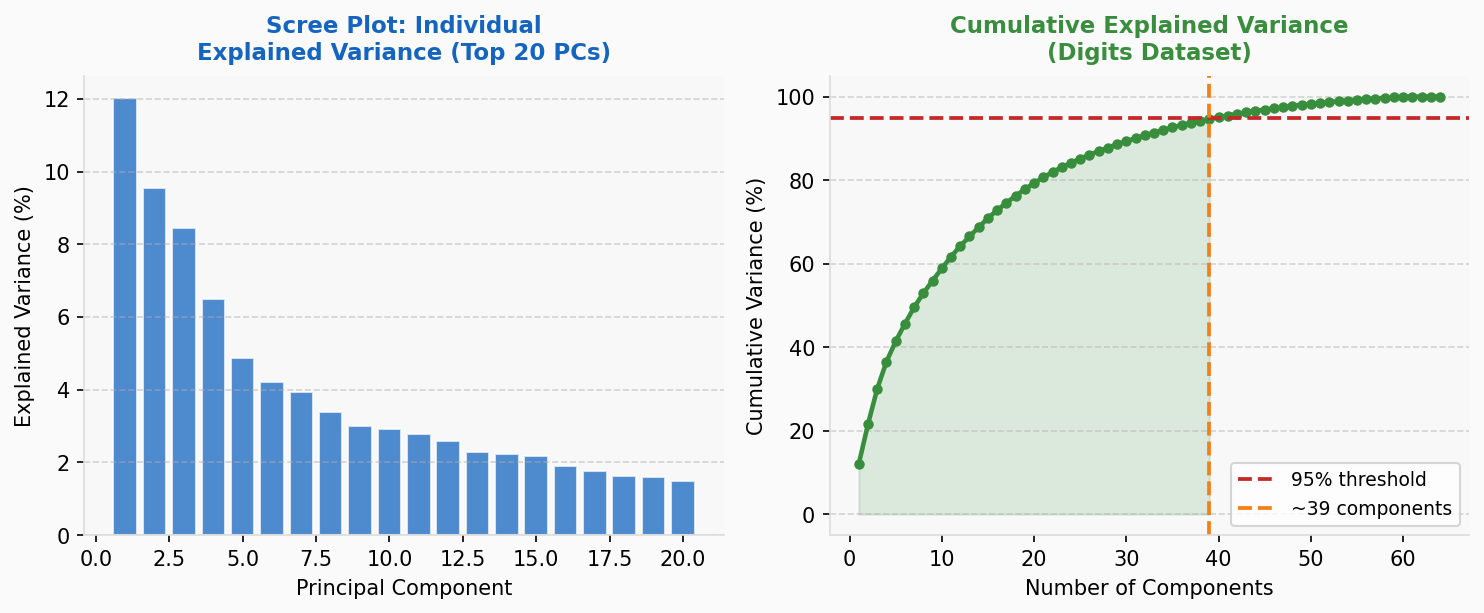 Scree Plot: Individual
Explained Variance (Top 20 PCs)
Explained Variance (%)
12
10
8
6
4
2
0
0.0 2.5 5.0 7.5 10.0 12.5 15.0 17.5 20.0
Principal Component
Cumulative Explained Variance
(Digits Dataset)
Cumulative Variance (%)
100
80
60
40
20
0
0 10 20 30 40 50 60
Number of Components
95% threshold
~39 components